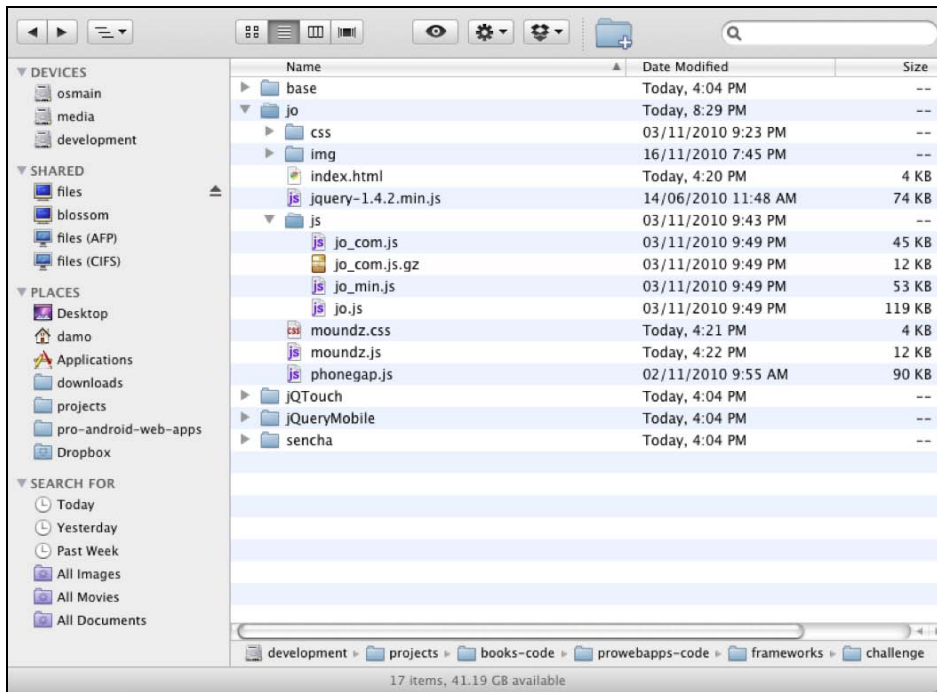 Name Date Modified Size
DEVICES
osmain
media
development
SHARED
files
blossom
files (AFP)
files (CIFS)
PLACES
Desktop
damo
Applications
downloads
projects
pro-android-web-apps
Dropbox
SEARCH FOR
Today
Yesterday
Past Week
All Images
All Movies
All Documents
base Today, 4:04 PM --
jo Today, 8:29 PM --
css 03/11/2010 9:23 PM --
img 16/11/2010 7:45 PM --
index.html Today, 4:20 PM 4 KB
js jquery-1.4.2.min.js 14/06/2010 11:48 AM 74 KB
js 03/11/2010 9:43 PM --
js jo_com.js 03/11/2010 9:49 PM 45 KB
jo_com.js.gz 03/11/2010 9:49 PM 12 KB
js jo_min.js 03/11/2010 9:49 PM 53 KB
js jo.js 03/11/2010 9:49 PM 119 KB
css moundz.css Today, 4:21 PM 4 KB
js moundz.js Today, 4:22 PM 12 KB
js phonegap.js 02/11/2010 9:55 AM 90 KB
jQTouch Today, 4:04 PM --
jQueryMobile Today, 4:04 PM --
sencha Today, 4:04 PM --
development projects books-code prowebapps-code frameworks challenge
17 items, 41.19 GB available